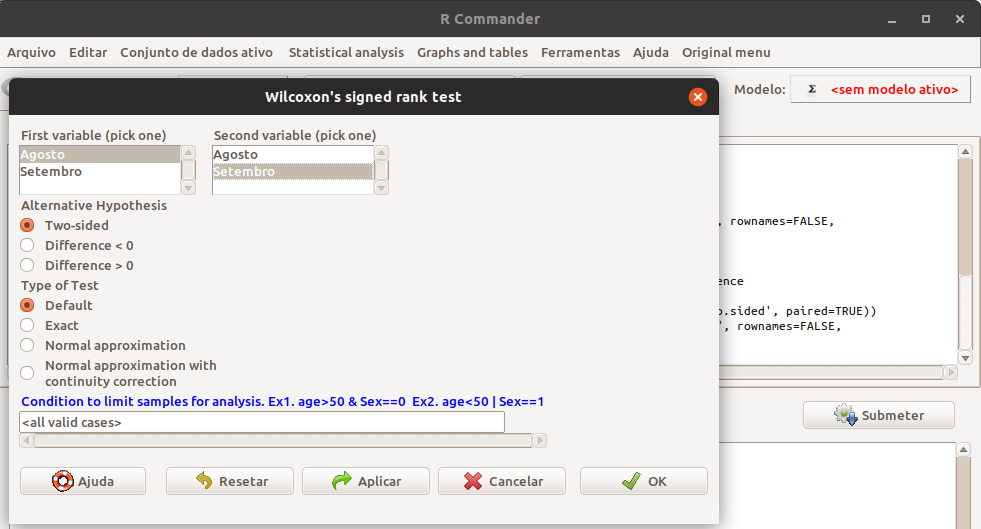 R Commander
Arquivo Editar Conjunto de dados ativo Statistical analysis Graphs and tables Ferramentas Ajuda Original menu
Modelo: Σ <sem modelo ativo>
Wilcoxon's signed rank test
First variable (pick one) Second variable (pick one)
Agosto Agosto
Setembro Setembro
Alternative Hypothesis
Two-sided
Difference < 0
Difference > 0
Type of Test
Default
Exact
Normal approximation
Normal approximation with
continuity correction
Condition to limit samples for analysis. Ex1. age>50 & Sex==0 Ex2. age<50 | Sex==1
<all valid cases>
Ajuda Resetar Aplicar Cancelar OK
, rownames=FALSE,
ence
o.sided', paired=TRUE))
', rownames=FALSE,
Submeter